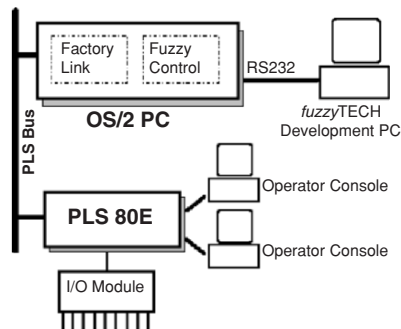 Factory
Link
Fuzzy
Control
RS232
OS/2 PC
fuzzyTECH
Development PC
PLS Bus
PLS 80E
Operator Console
Operator Console
I/O Module